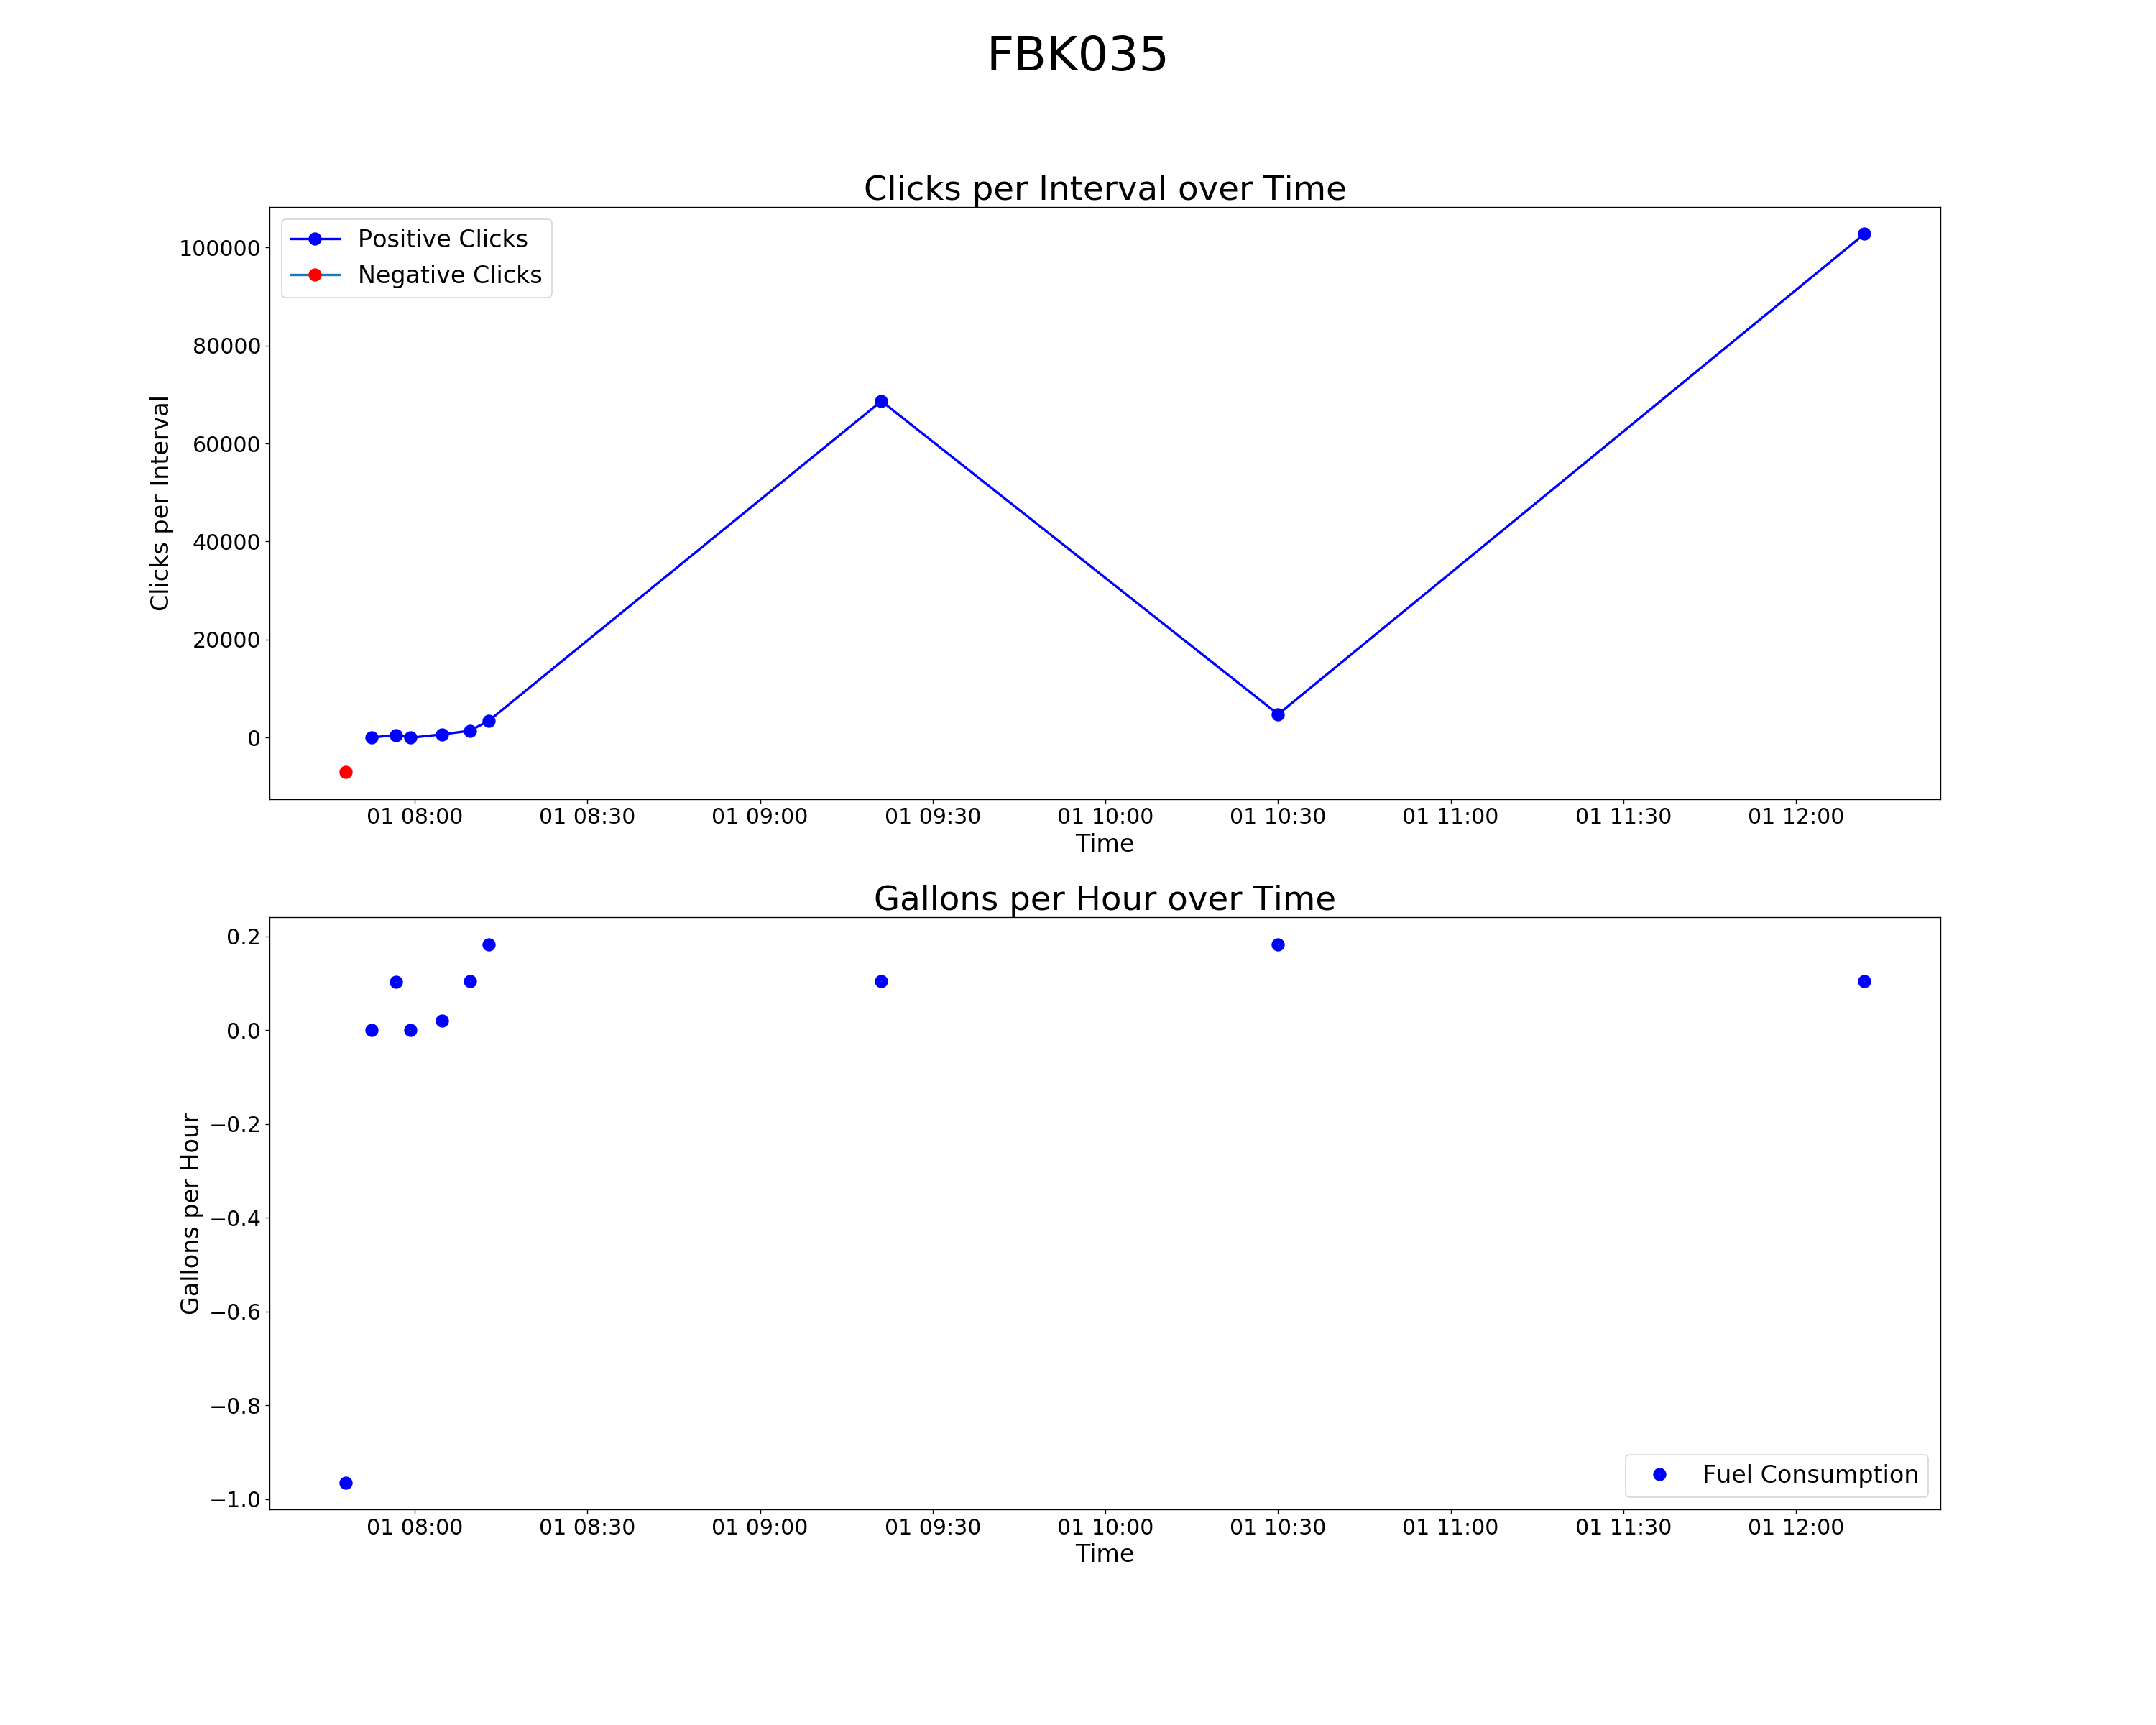 FBK035
Clicks per Interval over Time
Positive Clicks
Negative Clicks
100000
80000
60000
40000
20000
0
Clicks per Interval
01 08:00 01 08:30 01 09:00 01 09:30 01 10:00 01 10:30 01 11:00 01 11:30 01 12:00
Time
Gallons per Hour over Time
0.2
0.0
−0.2
−0.4
−0.6
−0.8
−1.0
Gallons per Hour
Fuel Consumption
01 08:00 01 08:30 01 09:00 01 09:30 01 10:00 01 10:30 01 11:00 01 11:30 01 12:00
Time